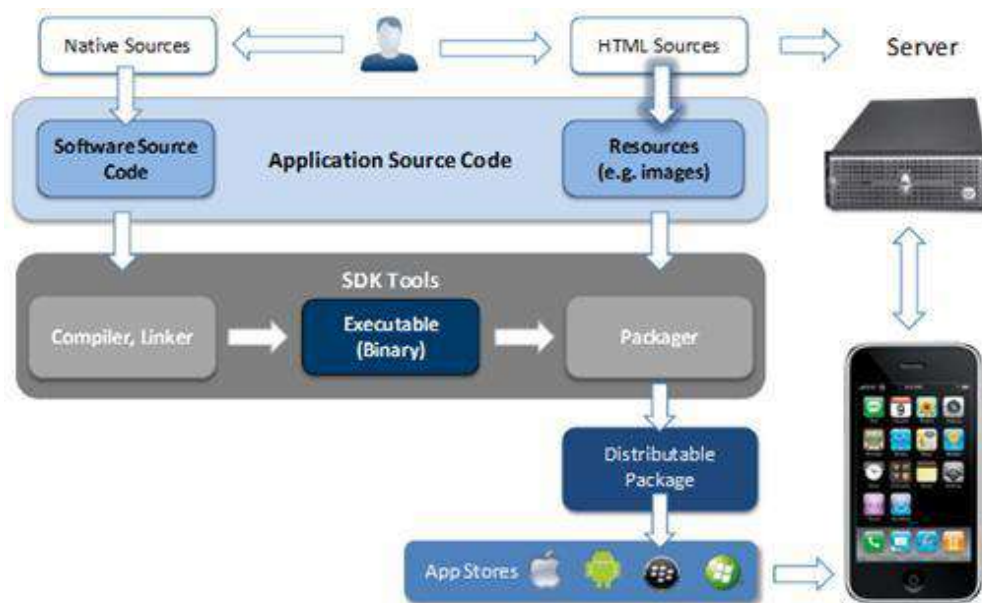 Native Sources
HTML Sources
Server
Software Source
Code
Application Source Code
Resources
(e.g. images)
SDK Tools
Compiler, Linker
Executable
(Binary)
Packager
Distributable
Package
App Stores
9